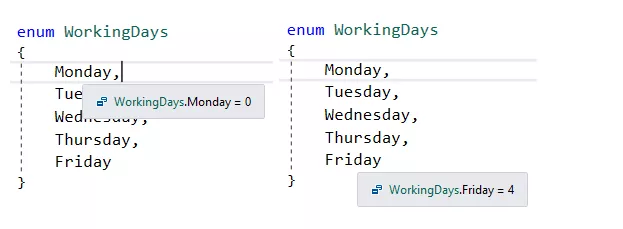 enum WorkingDays
{
Monday,
Tue
WorkingDays.Monday = 0
Wednesday,
Thursday,
Friday
}
enum WorkingDays
{
Monday,
Tuesday,
Wednesday,
Thursday,
Friday
WorkingDays.Friday = 4
}